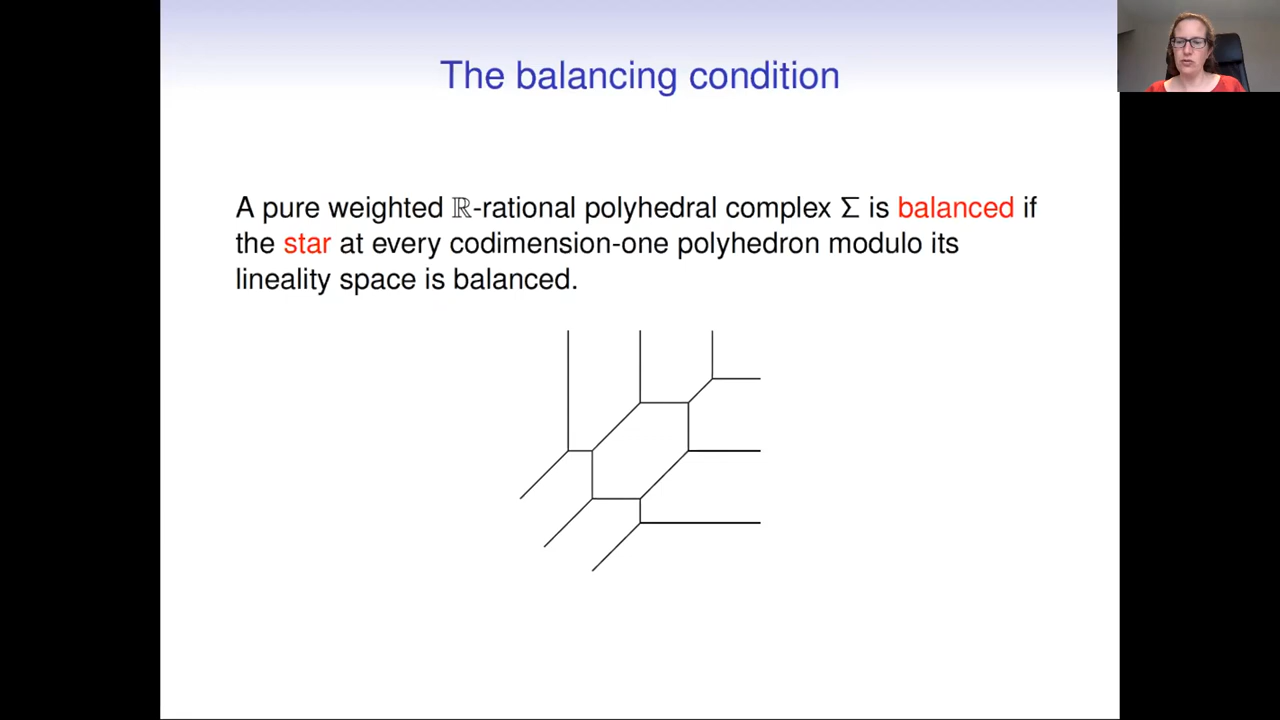 The balancing condition
A pure weighted ℝ-rational polyhedral complex Σ is balanced if
the star at every codimension-one polyhedron modulo its
lineality space is balanced.